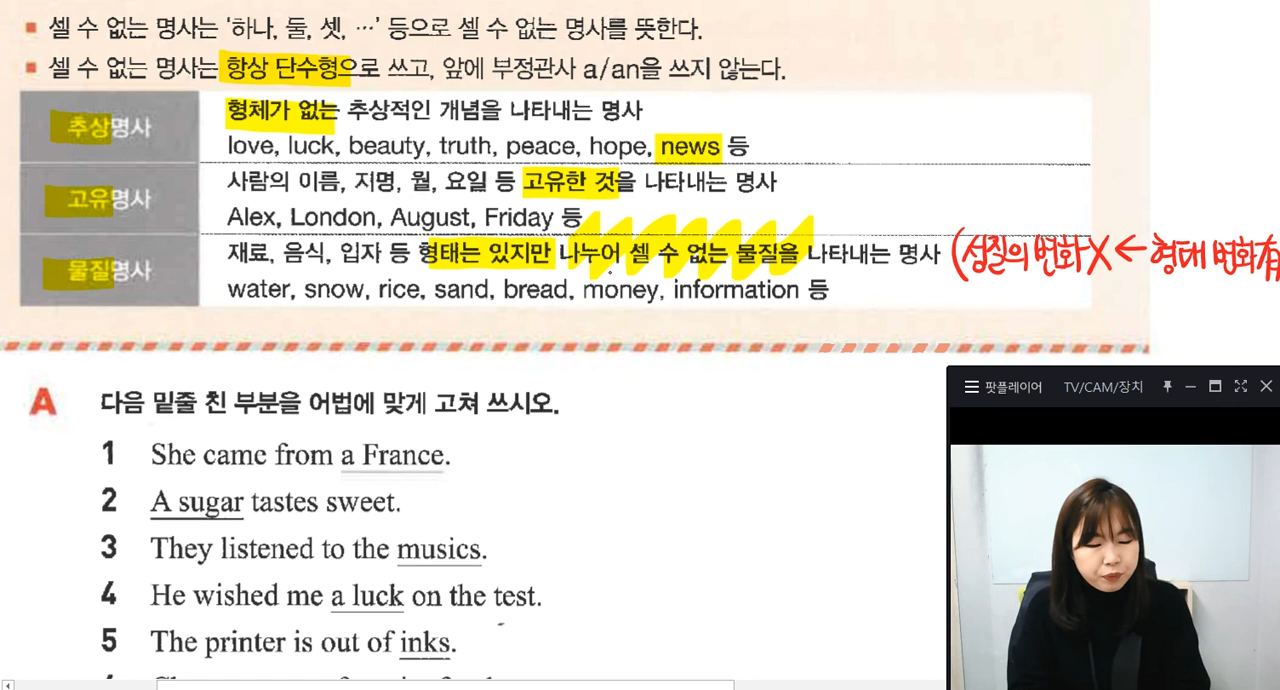 셀 수 없는 명사는 ‘하나, 둘, 셋, …’ 등으로 셀 수 없는 명사를 뜻한다.
셀 수 없는 명사는 항상 단수형으로 쓰고, 앞에 부정관사 a/an을 쓰지 않는다.
추상명사
형체가 없는 추상적인 개념을 나타내는 명사
love, luck, beauty, truth, peace, hope, news 등
고유명사
사람의 이름, 지명, 월, 요일 등 고유한 것을 나타내는 명사
Alex, London, August, Friday 등
물질명사
재료, 음식, 입자 등 형태는 있지만 나누어 셀 수 없는 물질을 나타내는 명사 (성질의 변화X ← 형태 변화有
water, snow, rice, sand, bread, money, information 등
A 다음 밑줄 친 부분을 어법에 맞게 고쳐 쓰시오.
1 She came from a France.
2 A sugar tastes sweet.
3 They listened to the musics.
4 He wished me a luck on the test.
5 The printer is out of inks.
팟플레이어 TV/CAM/장치